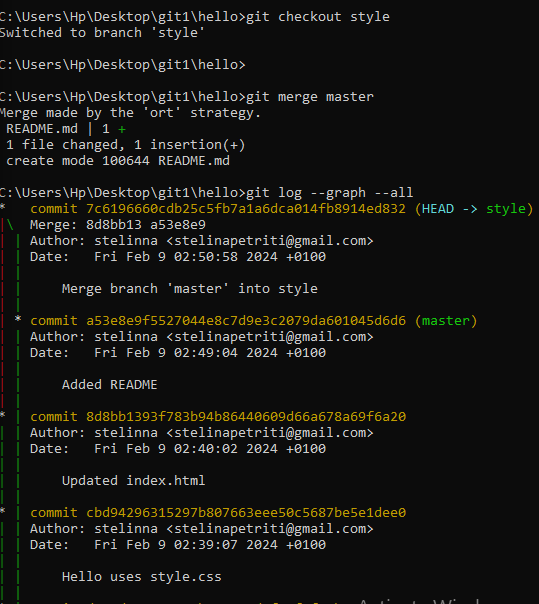 C:\Users\Hp\Desktop\git1\hello>git checkout style
Switched to branch 'style'
C:\Users\Hp\Desktop\git1\hello>
C:\Users\Hp\Desktop\git1\hello>git merge master
Merge made by the 'ort' strategy.
 README.md | 1 +
 1 file changed, 1 insertion(+)
 create mode 100644 README.md
C:\Users\Hp\Desktop\git1\hello>git log --graph --all
*   commit 7c6196660cdb25c5fb7a1a6dca014fb8914ed832 (HEAD -> style)
|\  Merge: 8d8bb13 a53e8e9
| | Author: stelinna <stelinapetriti@gmail.com>
| | Date:   Fri Feb 9 02:50:58 2024 +0100
| |
| |     Merge branch 'master' into style
| |
| * commit a53e8e9f5527044e8c7d9e3c2079da601045d6d6 (master)
| | Author: stelinna <stelinapetriti@gmail.com>
| | Date:   Fri Feb 9 02:49:04 2024 +0100
| |
| |     Added README
| |
* | commit 8d8bb1393f783b94b86440609d66a678a69f6a20
| | Author: stelinna <stelinapetriti@gmail.com>
| | Date:   Fri Feb 9 02:40:02 2024 +0100
| |
| |     Updated index.html
| |
* | commit cbd94296315297b807663eee50c5687be5e1dee0
| | Author: stelinna <stelinapetriti@gmail.com>
| | Date:   Fri Feb 9 02:39:07 2024 +0100
| |
| |     Hello uses style.css
| |